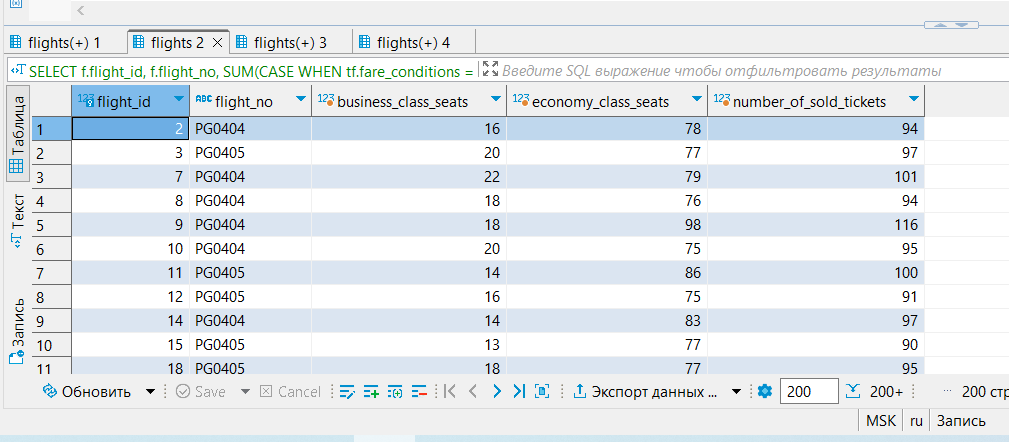 flights(+) 1 flights 2 flights(+) 3 flights(+) 4
SELECT f.flight_id, f.flight_no, SUM(CASE WHEN tf.fare_conditions = Введите SQL выражение чтобы отфильтровать результаты
Таблица
Текст
Запись
123 flight_id ABC flight_no 123 business_class_seats 123 economy_class_seats 123 number_of_sold_tickets
1 2 PG0404 16 78 94
2 3 PG0405 20 77 97
3 7 PG0404 22 79 101
4 8 PG0404 18 76 94
5 9 PG0404 18 98 116
6 10 PG0404 20 75 95
7 11 PG0405 14 86 100
8 12 PG0405 16 75 91
9 14 PG0404 14 83 97
10 15 PG0405 13 77 90
11 18 PG0405 18 77 95
Обновить Save Cancel Экспорт данных ... 200 200+ ... 200 стр
MSK ru Запись